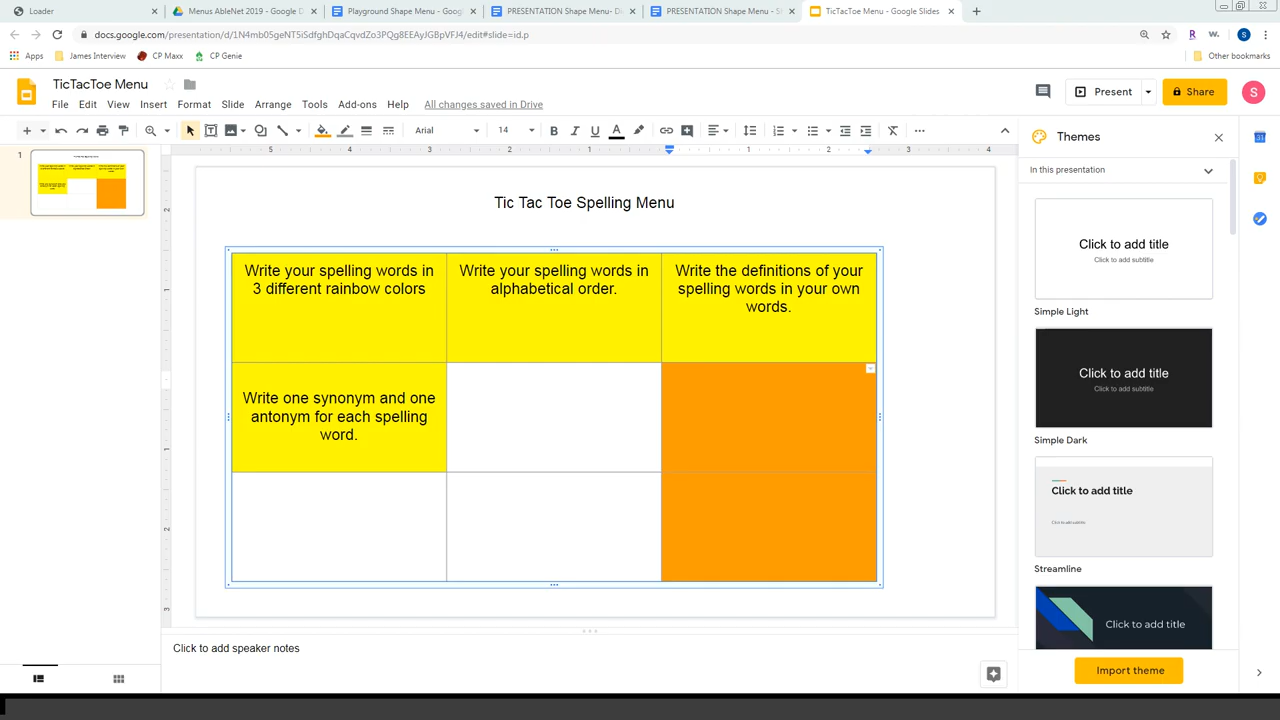 Loader
Menus AbleNet 2019 - Google D
Playground Shape Menu - Goog
PRESENTATION Shape Menu- D
PRESENTATION Shape Menu - S
TicTacToe Menu - Google Slides
docs.google.com/presentation/d/1N4mb05geNT5iSdfghDqaCqvdZo3PQg8EEAyJGBpVFJ4/edit#slide=id.p
Apps
James Interview
CP Maxx
CP Genie
Other bookmarks
TicTacToe Menu
File Edit View Insert Format Slide Arrange Tools Add-ons Help All changes saved in Drive
Present
Share
S
Arial
14
Themes
In this presentation
1
Tic Tac Toe Spelling Menu
Write your spelling words in
3 different rainbow colors
Write your spelling words in
alphabetical order.
Write the definitions of your
spelling words in your own
words.
Write one synonym and one
antonym for each spelling
word.
Click to add title
Click to add subtitle
Simple Light
Click to add title
Click to add subtitle
Simple Dark
Click to add title
Click to add subtitle
Streamline
Click to add title
Import theme
Click to add speaker notes